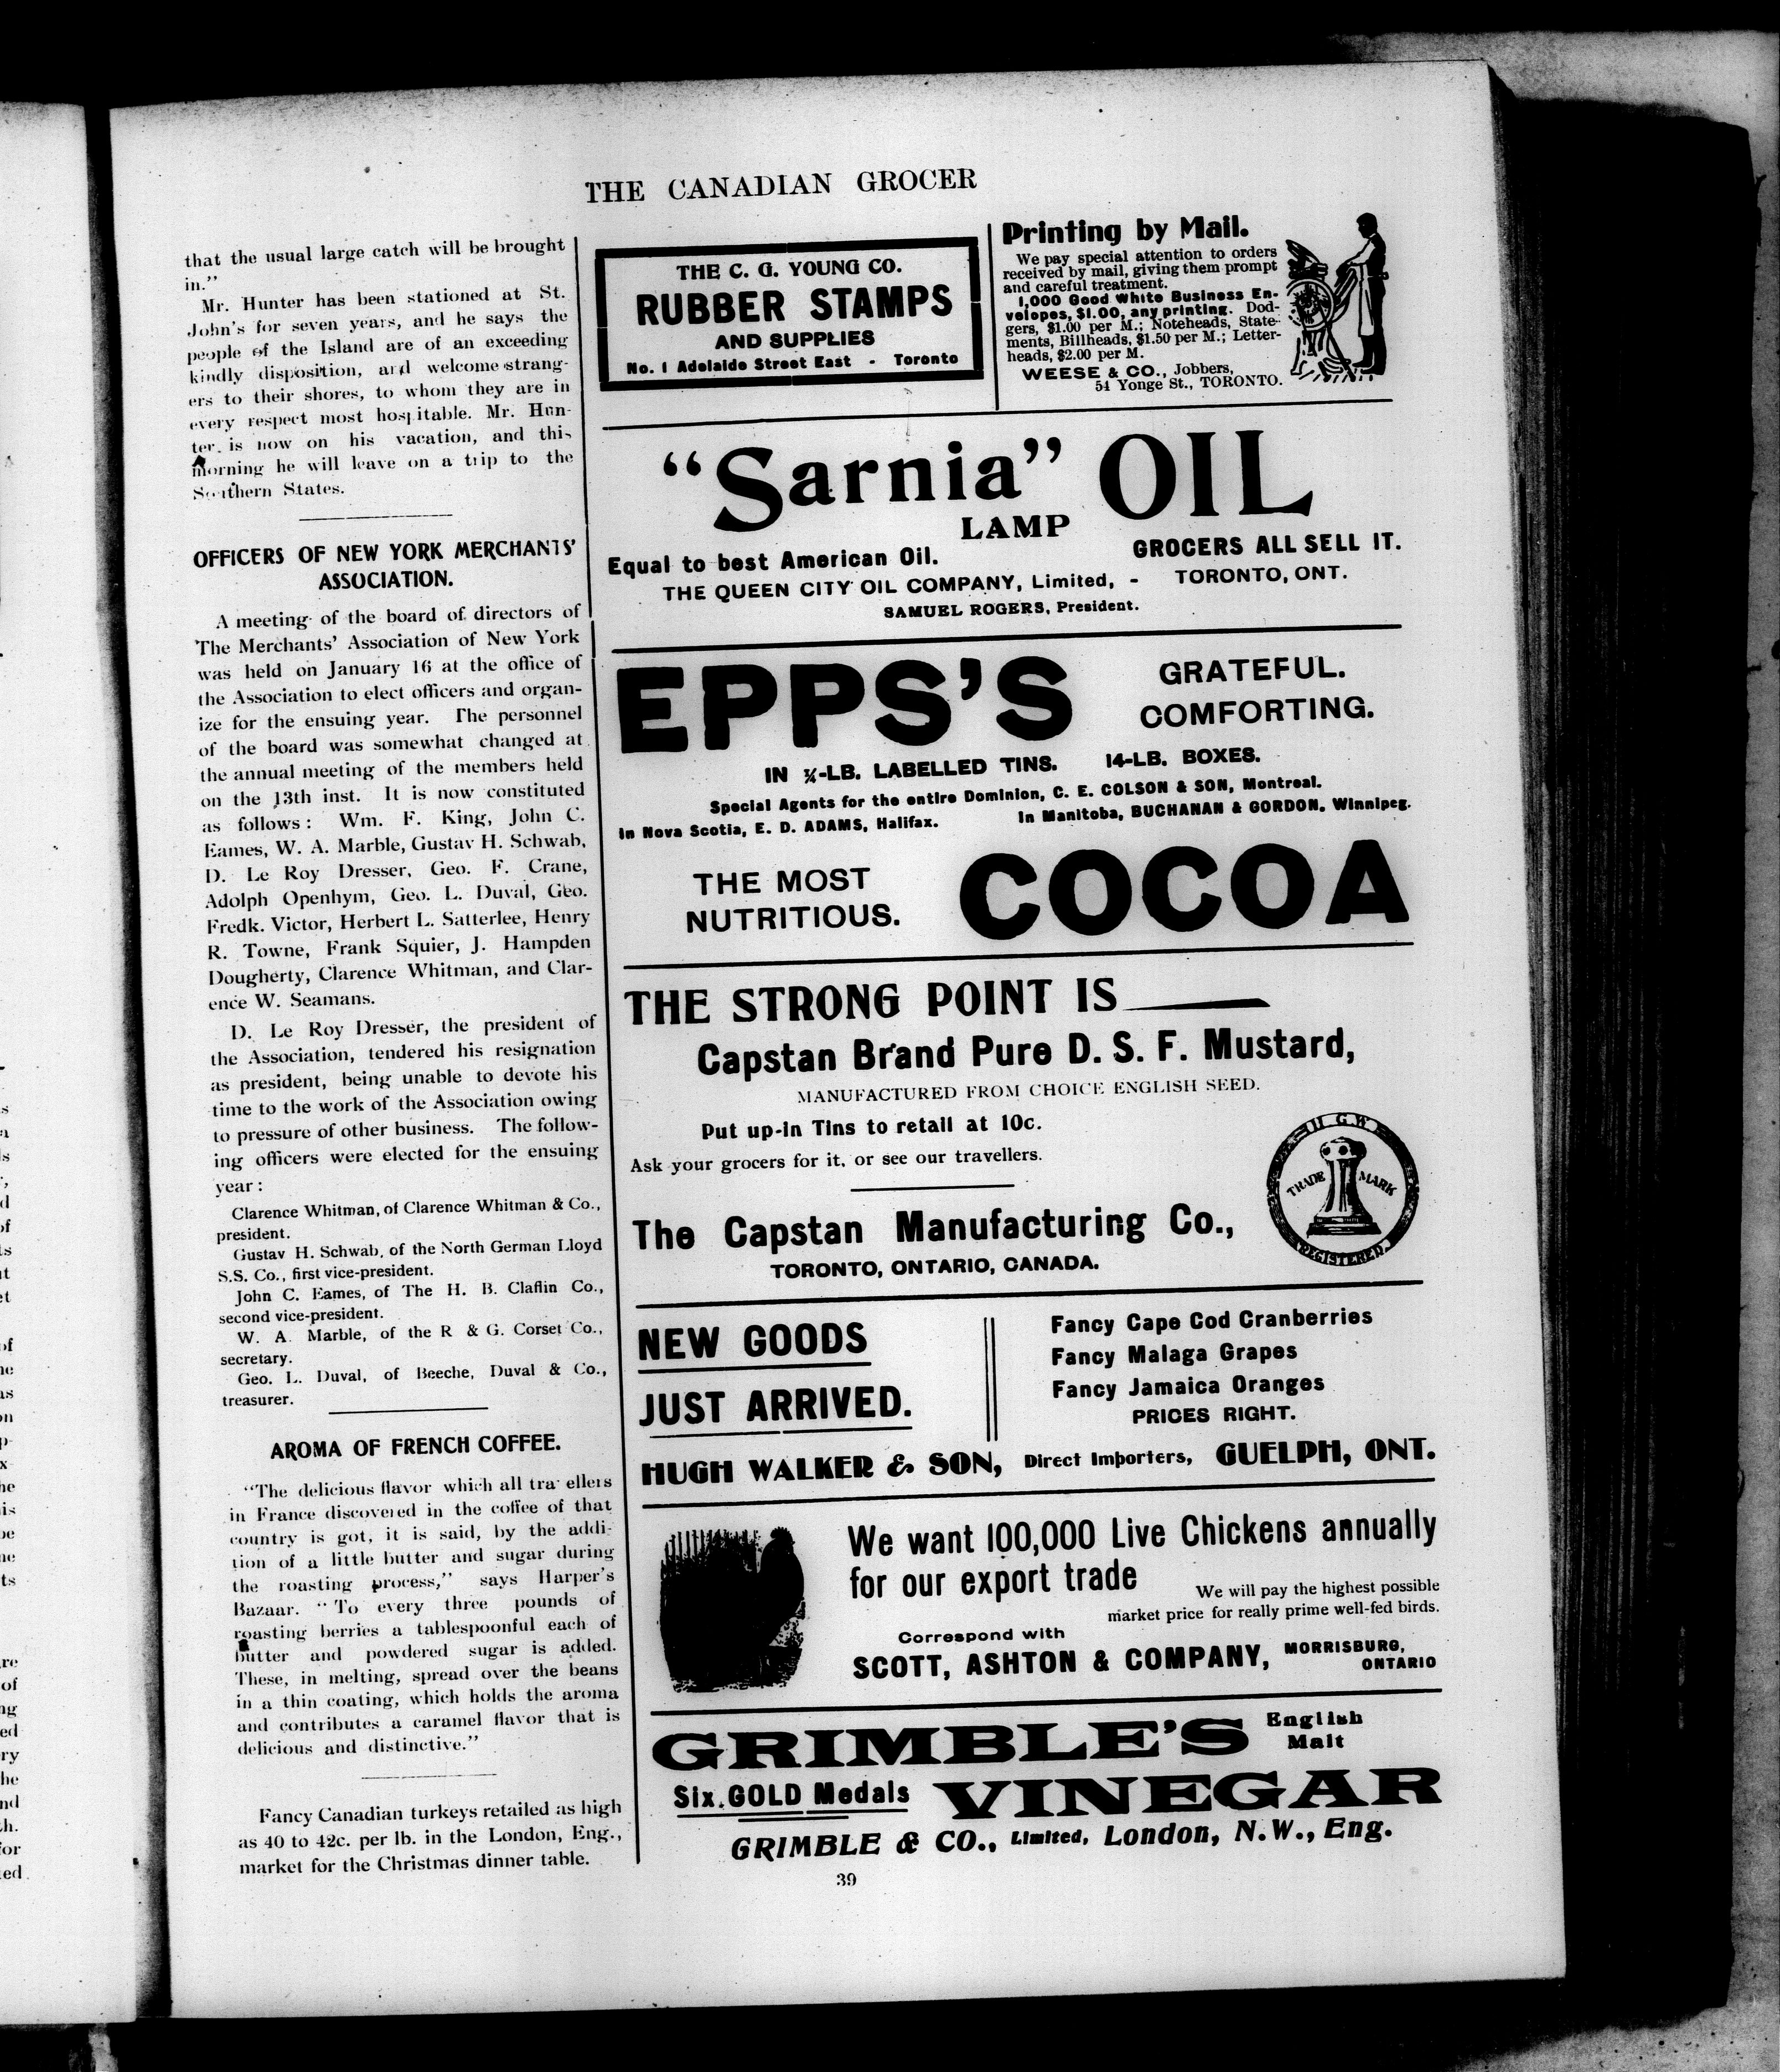 THE CANADIAN GROCER
that the usual large catch will be brought
in."
Mr. Hunter has been stationed at St.
John's for seven years, and he says the
people of the Island are of an exceeding
kindly disposition, and welcome strang-
ers to their shores, to whom they are in
every respect most hospitable. Mr. Hun-
ter is now on his vacation, and this
morning he will leave on a trip to the
Southern States.
OFFICERS OF NEW YORK MERCHANTS'
ASSOCIATION.
A meeting of the board of directors of
The Merchants' Association of New York
was held on January 16 at the office of
the Association to elect officers and organ-
ize for the ensuing year. The personnel
of the board was somewhat changed at
the annual meeting of the members held
on the 13th inst. It is now constituted
as follows: Wm. F. King, John C.
Eames, W. A. Marble, Gustav H. Schwab,
D. Le Roy Dresser, Geo. F. Crane,
Adolph Openhym, Geo. L. Duval, Geo.
Fredk. Victor, Herbert L. Satterlee, Henry
R. Towne, Frank Squier, J. Hampden
Dougherty, Clarence Whitman, and Clar-
ence W. Seamans.
D. Le Roy Dresser, the president of
the Association, tendered his resignation
as president, being unable to devote his
time to the work of the Association owing
to pressure of other business. The follow-
ing officers were elected for the ensuing
year:
Clarence Whitman, of Clarence Whitman & Co.,
president.
Gustav H. Schwab, of the North German Lloyd
S.S. Co., first vice-president.
John C. Eames, of The H. B. Claflin Co.,
second vice-president.
W. A. Marble, of the R & G. Corset Co.,
secretary.
Geo. L. Duval, of Beeche, Duval & Co.,
treasurer.
AROMA OF FRENCH COFFEE.
"The delicious flavor which all travellers
in France discovered in the coffee of that
country is got, it is said, by the addi-
tion of a little butter and sugar during
the roasting process," says Harper's
Bazaar. "To every three pounds of
roasting berries a tablespoonful each of
butter and powdered sugar is added.
These, in melting, spread over the beans
in a thin coating, which holds the aroma
and contributes a caramel flavor that is
delicious and distinctive."
Fancy Canadian turkeys retailed as high
as 40 to 42c. per lb. in the London, Eng.,
market for the Christmas dinner table.
THE C. G. YOUNG CO.
RUBBER STAMPS
AND SUPPLIES
No. 1 Adelaide Street East - Toronto
Printing by Mail.
We pay special attention to orders
received by mail, giving them prompt
and careful treatment.
1,000 Good White Business En-
velopes, $1.00, any printing. Dod-
gers, $1.00 per M.; Noteheads, State-
ments, Billheads, $1.50 per M.; Letter-
heads, $2.00 per M.
WEESE & CO., Jobbers,
54 Yonge St., TORONTO.
"Sarnia" OIL
LAMP
Equal to best American Oil. GROCERS ALL SELL IT.
THE QUEEN CITY OIL COMPANY, Limited, - TORONTO, ONT.
SAMUEL ROGERS, President.
EPPS'S
GRATEFUL.
COMFORTING.
IN ¼-LB. LABELLED TINS. 14-LB. BOXES.
Special Agents for the entire Dominion, C. E. COLSON & SON, Montreal.
In Nova Scotia, E. D. ADAMS, Halifax. In Manitoba, BUCHANAN & GORDON, Winnipeg.
THE MOST
NUTRITIOUS.
COCOA
THE STRONG POINT IS
Capstan Brand Pure D. S. F. Mustard,
MANUFACTURED FROM CHOICE ENGLISH SEED.
Put up-in Tins to retail at 10c.
Ask your grocers for it, or see our travellers.
The Capstan Manufacturing Co.,
TORONTO, ONTARIO, CANADA.
TRADE MARK
REGISTERED
NEW GOODS
JUST ARRIVED.
Fancy Cape Cod Cranberries
Fancy Malaga Grapes
Fancy Jamaica Oranges
PRICES RIGHT.
HUGH WALKER & SON, Direct Importers, GUELPH, ONT.
We want 100,000 Live Chickens annually
for our export trade
We will pay the highest possible
market price for really prime well-fed birds.
Correspond with
SCOTT, ASHTON & COMPANY, MORRISBURG,
ONTARIO
GRIMBLE'S English
Malt
Six GOLD Medals VINEGAR
GRIMBLE & CO., Limited, London, N.W., Eng.
39